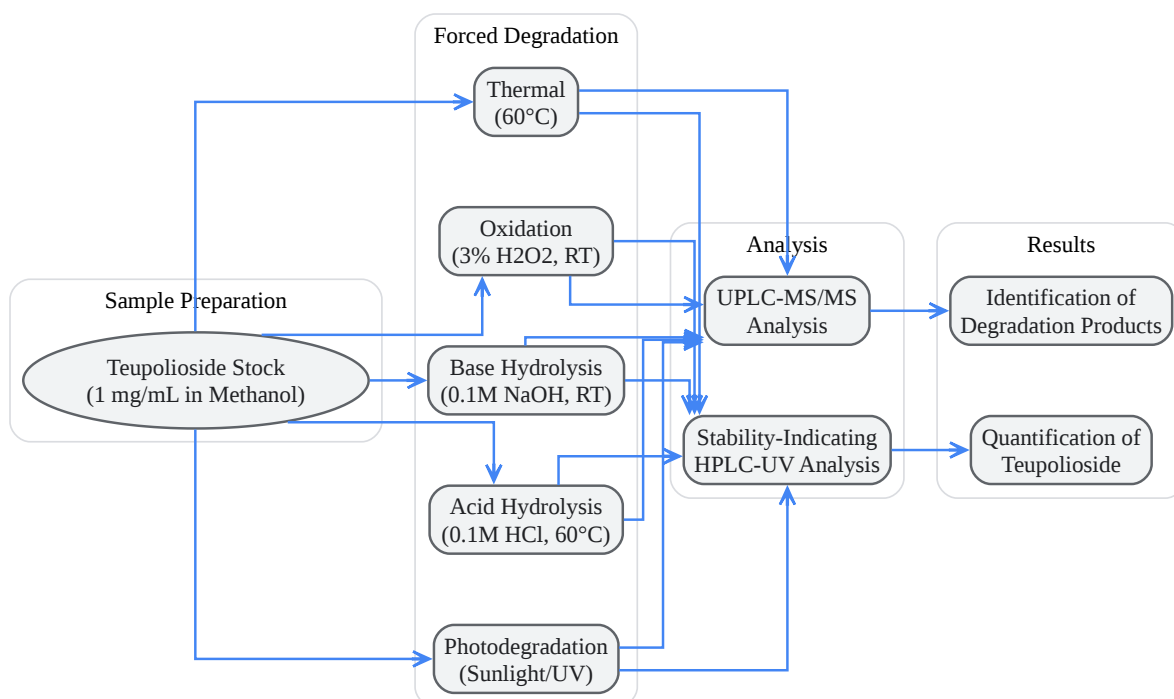 Sample Preparation
Teupolioside Stock
(1 mg/mL in Methanol)
Forced Degradation
Thermal
(60°C)
Oxidation
(3% H2O2, RT)
Base Hydrolysis
(0.1M NaOH, RT)
Acid Hydrolysis
(0.1M HCl, 60°C)
Photodegradation
(Sunlight/UV)
Analysis
UPLC-MS/MS
Analysis
Stability-Indicating
HPLC-UV Analysis
Results
Identification of
Degradation Products
Quantification of
Teupolioside